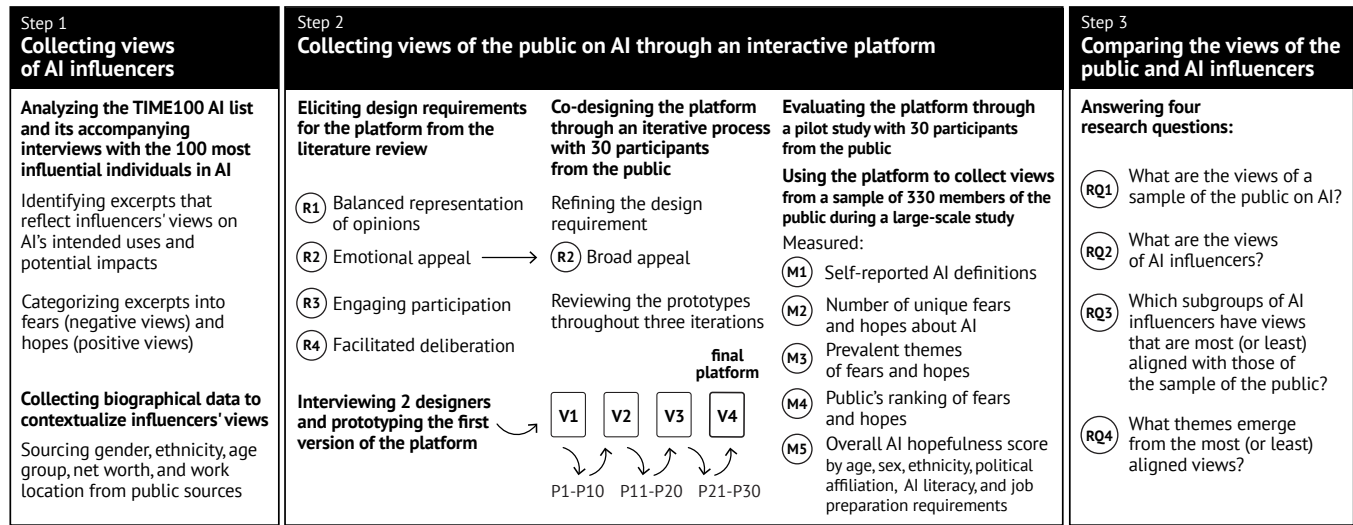 Step 1
Collecting views
of AI influencers
Analyzing the TIME100 AI list
and its accompanying
interviews with the 100 most
influential individuals in AI
Identifying excerpts that
reflect influencers' views on
AI's intended uses and
potential impacts
Categorizing excerpts into
fears (negative views) and
hopes (positive views)
Collecting biographical data to
contextualize influencers' views
Sourcing gender, ethnicity, age
group, net worth, and work
location from public sources
Step 2
Collecting views of the public on AI through an interactive platform
Eliciting design requirements
for the platform from the
literature review
R1 Balanced representation
of opinions
R2 Emotional appeal
R3 Engaging participation
R4 Facilitated deliberation
Interviewing 2 designers
and prototyping the first
version of the platform
Co-designing the platform
through an iterative process
with 30 participants
from the public
Refining the design
requirement
R2 Broad appeal
Reviewing the prototypes
throughout three iterations
final
platform
V1 V2 V3 V4
P1-P10 P11-P20 P21-P30
Evaluating the platform through
a pilot study with 30 participants
from the public
Using the platform to collect views
from a sample of 330 members of the
public during a large-scale study
Measured:
M1 Self-reported AI definitions
M2 Number of unique fears
and hopes about AI
M3 Prevalent themes
of fears and hopes
M4 Public's ranking of fears
and hopes
M5 Overall AI hopefulness score
by age, sex, ethnicity, political
affiliation, AI literacy, and job
preparation requirements
Step 3
Comparing the views of the
public and AI influencers
Answering four
research questions:
RQ1 What are the views of a
sample of the public on AI?
RQ2 What are the views
of AI influencers?
RQ3 Which subgroups of AI
influencers have views
that are most (or least)
aligned with those of
the sample of the public?
RQ4 What themes emerge
from the most (or least)
aligned views?